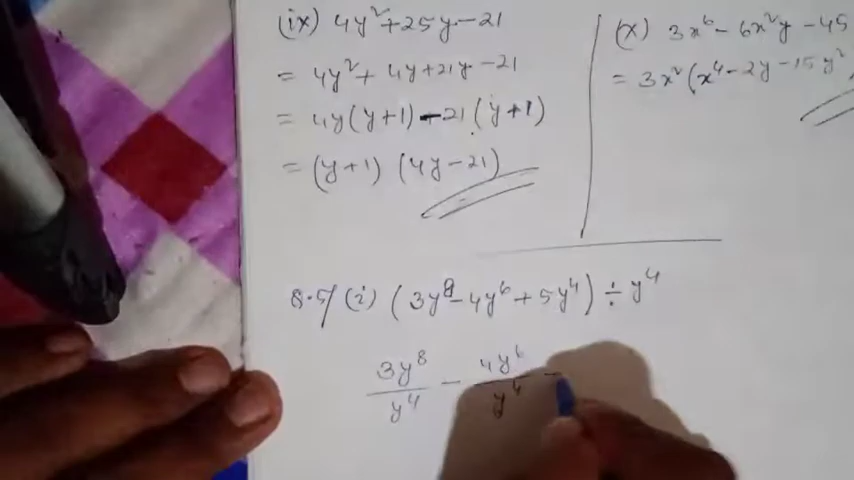 (ix) 4y²+25y−21
= 4y²+4y+21y−21
= 4y(y+1)−21(y+1)
= (y+1)(4y−21)
(x) 3x⁶−6x²y−45
= 3x²(x⁴−2y−15y²
8.5/(i) (3y⁸−4y⁶+5y⁴)÷y⁴
3y⁸/y⁴ − 4y⁶/y⁴ −